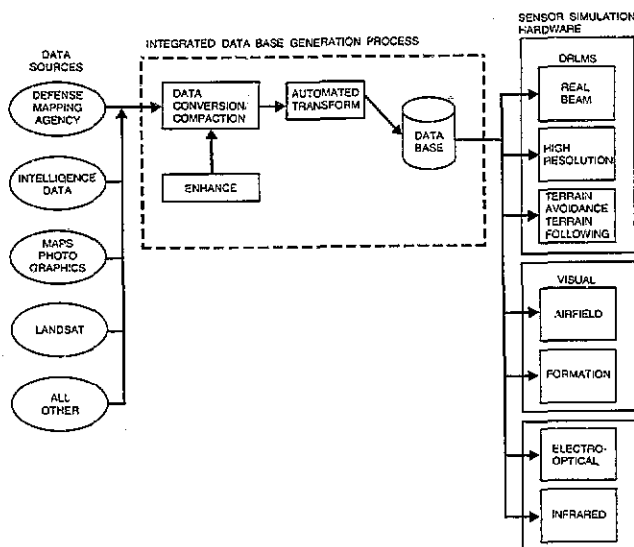 SENSOR SIMULATION
HARDWARE
INTEGRATED DATA BASE GENERATION PROCESS
DATA
SOURCES
DEFENSE
MAPPING
AGENCY
INTELLIGENCE
DATA
MAPS
PHOTO
GRAPHICS
LANDSAT
ALL
OTHER
DATA
CONVERSION/
COMPACTION
ENHANCE
AUTOMATED
TRANSFORM
DATA
BASE
DRLMS
REAL
BEAM
HIGH
RESOLUTION
TERRAIN
AVOIDANCE
TERRAIN
FOLLOWING
VISUAL
AIRFIELD
FORMATION
ELECTRO-
OPTICAL
INFRARED